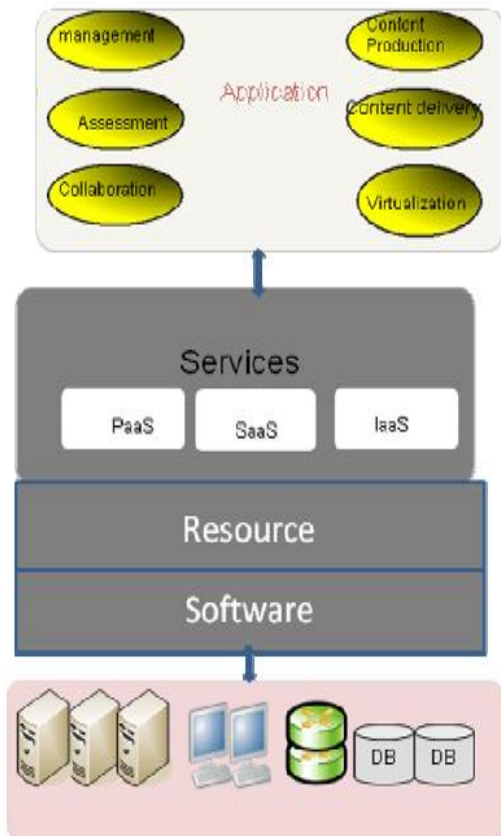 management
Content
Production
Application
Assessment
Content delivery
Collaboration
Virtualization
Services
PaaS
SaaS
IaaS
Resource
Software
DB
DB